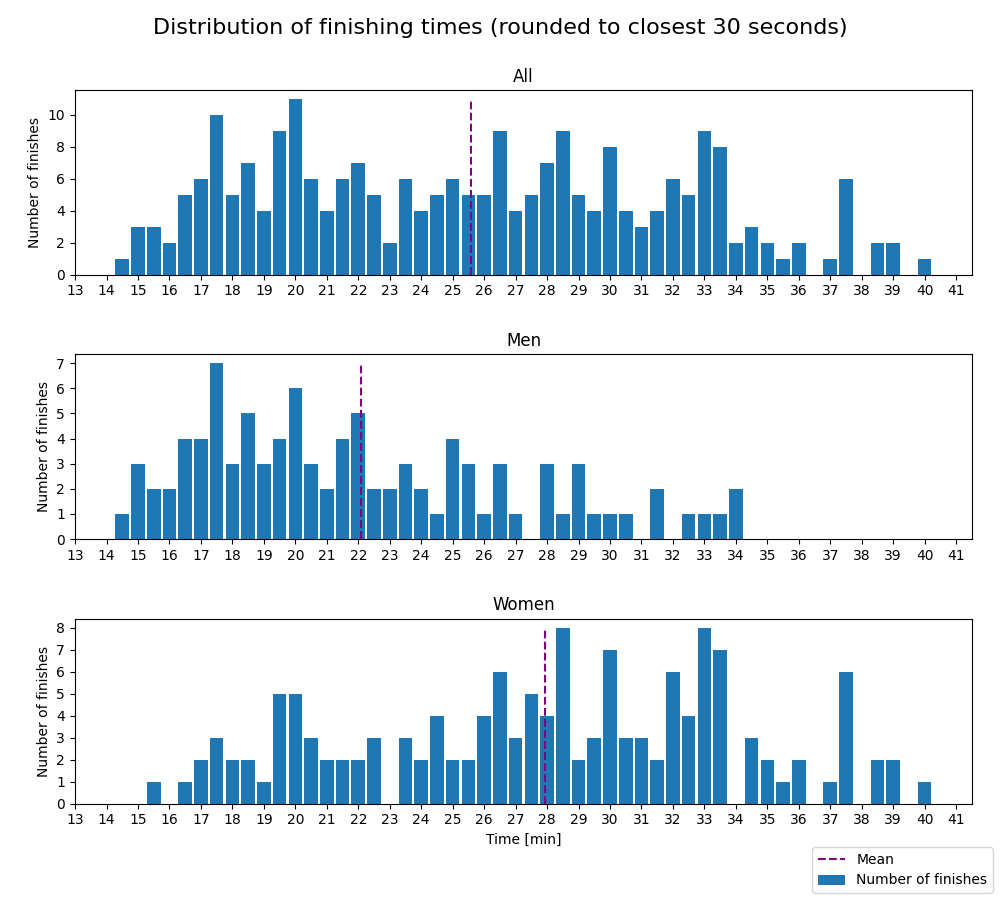 Distribution of finishing times (rounded to closest 30 seconds)
All
Number of finishes
10
8
6
4
2
0
13 14 15 16 17 18 19 20 21 22 23 24 25 26 27 28 29 30 31 32 33 34 35 36 37 38 39 40 41
Men
Number of finishes
7
6
5
4
3
2
1
0
13 14 15 16 17 18 19 20 21 22 23 24 25 26 27 28 29 30 31 32 33 34 35 36 37 38 39 40 41
Women
Number of finishes
8
7
6
5
4
3
2
1
0
13 14 15 16 17 18 19 20 21 22 23 24 25 26 27 28 29 30 31 32 33 34 35 36 37 38 39 40 41
Time [min]
Mean
Number of finishes